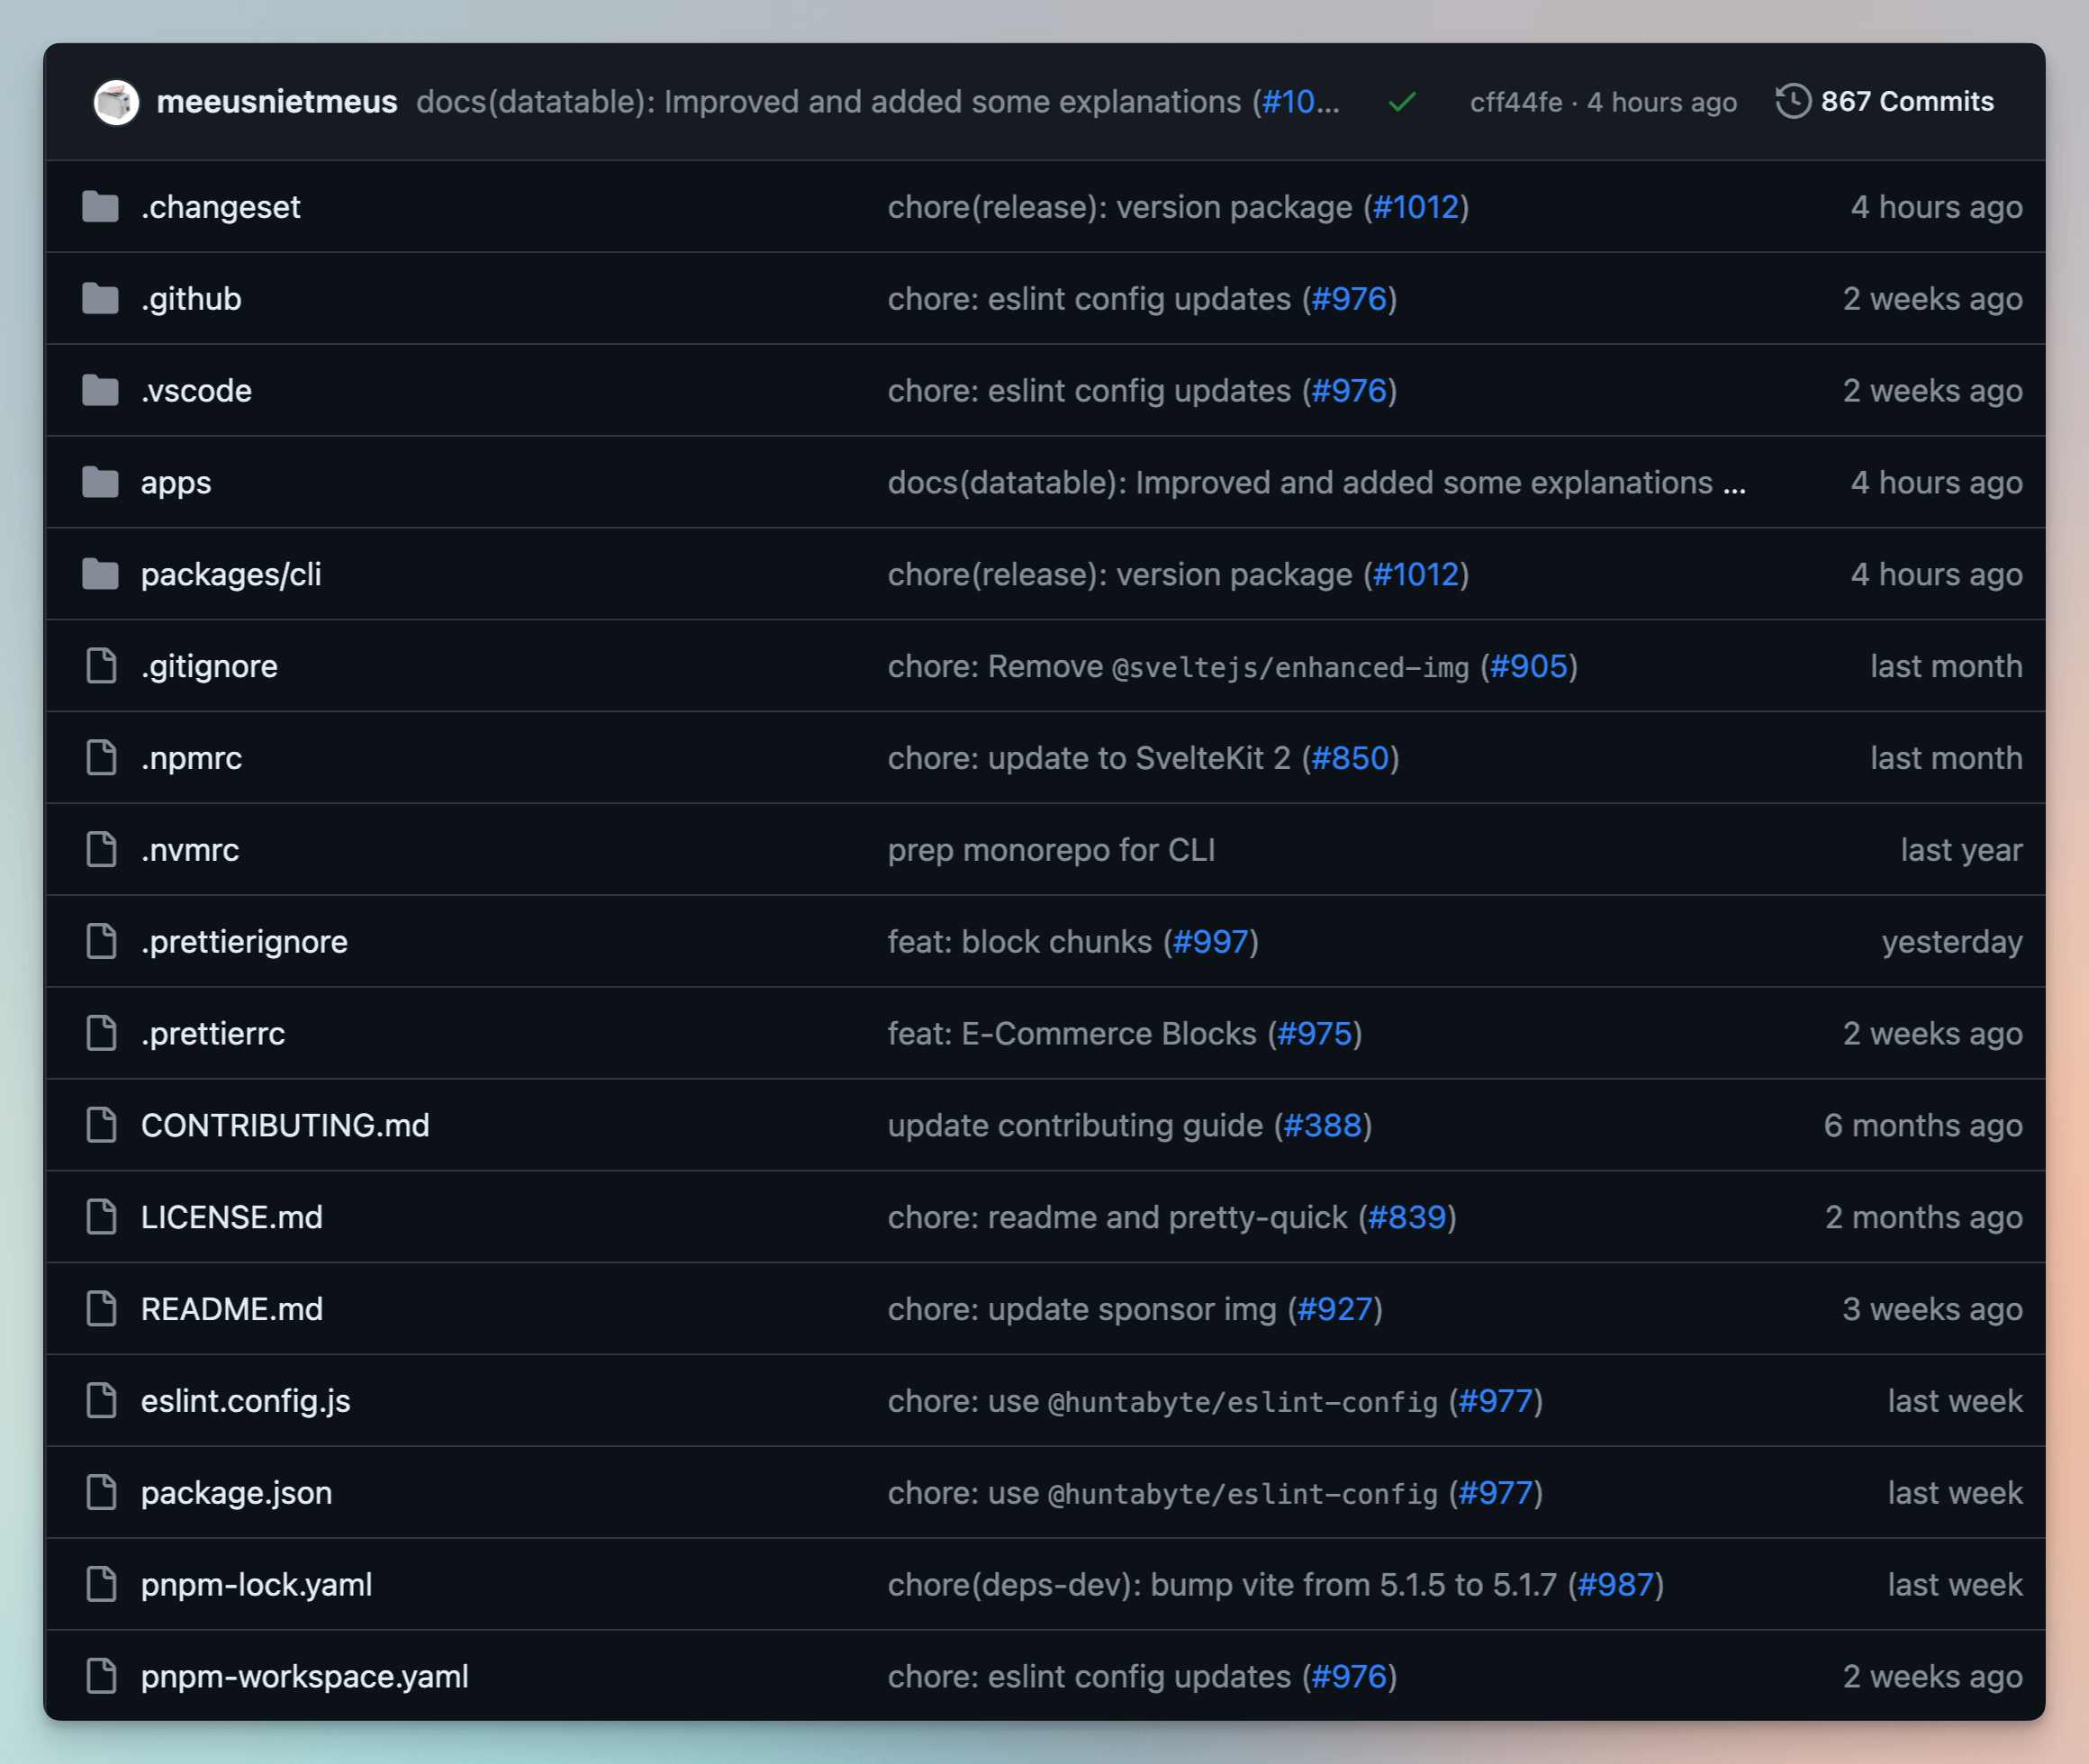 meeusnietmeus docs(datatable): Improved and added some explanations (#10... cff44fe · 4 hours ago 867 Commits
.changeset chore(release): version package (#1012) 4 hours ago
.github chore: eslint config updates (#976) 2 weeks ago
.vscode chore: eslint config updates (#976) 2 weeks ago
apps docs(datatable): Improved and added some explanations ... 4 hours ago
packages/cli chore(release): version package (#1012) 4 hours ago
.gitignore chore: Remove @sveltejs/enhanced-img (#905) last month
.npmrc chore: update to SvelteKit 2 (#850) last month
.nvmrc prep monorepo for CLI last year
.prettierignore feat: block chunks (#997) yesterday
.prettierrc feat: E-Commerce Blocks (#975) 2 weeks ago
CONTRIBUTING.md update contributing guide (#388) 6 months ago
LICENSE.md chore: readme and pretty-quick (#839) 2 months ago
README.md chore: update sponsor img (#927) 3 weeks ago
eslint.config.js chore: use @huntabyte/eslint-config (#977) last week
package.json chore: use @huntabyte/eslint-config (#977) last week
pnpm-lock.yaml chore(deps-dev): bump vite from 5.1.5 to 5.1.7 (#987) last week
pnpm-workspace.yaml chore: eslint config updates (#976) 2 weeks ago